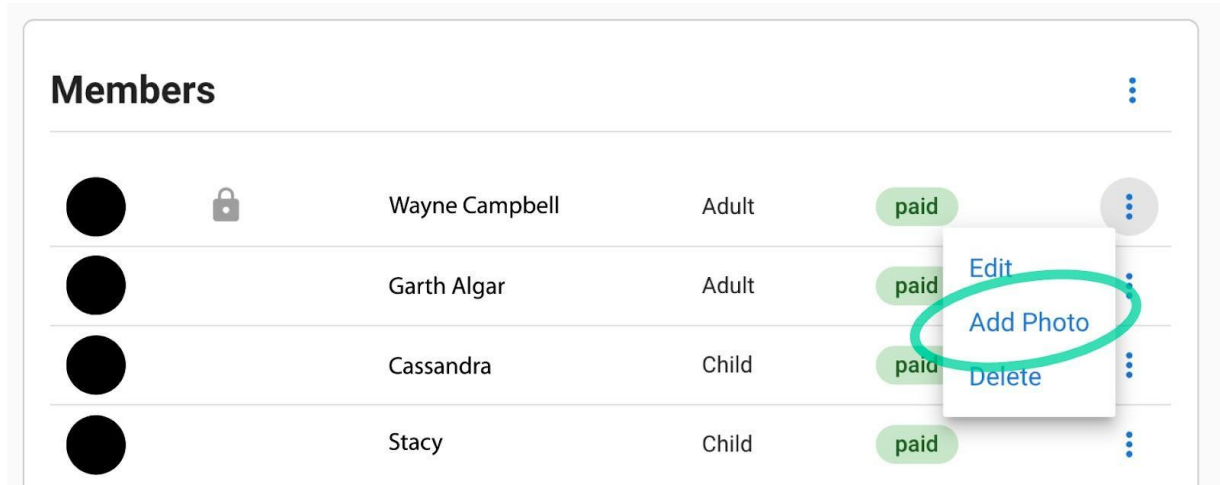 Members
Wayne Campbell Adult paid
Edit
Garth Algar Adult paid
Add Photo
Cassandra Child paid
Delete
Stacy Child paid